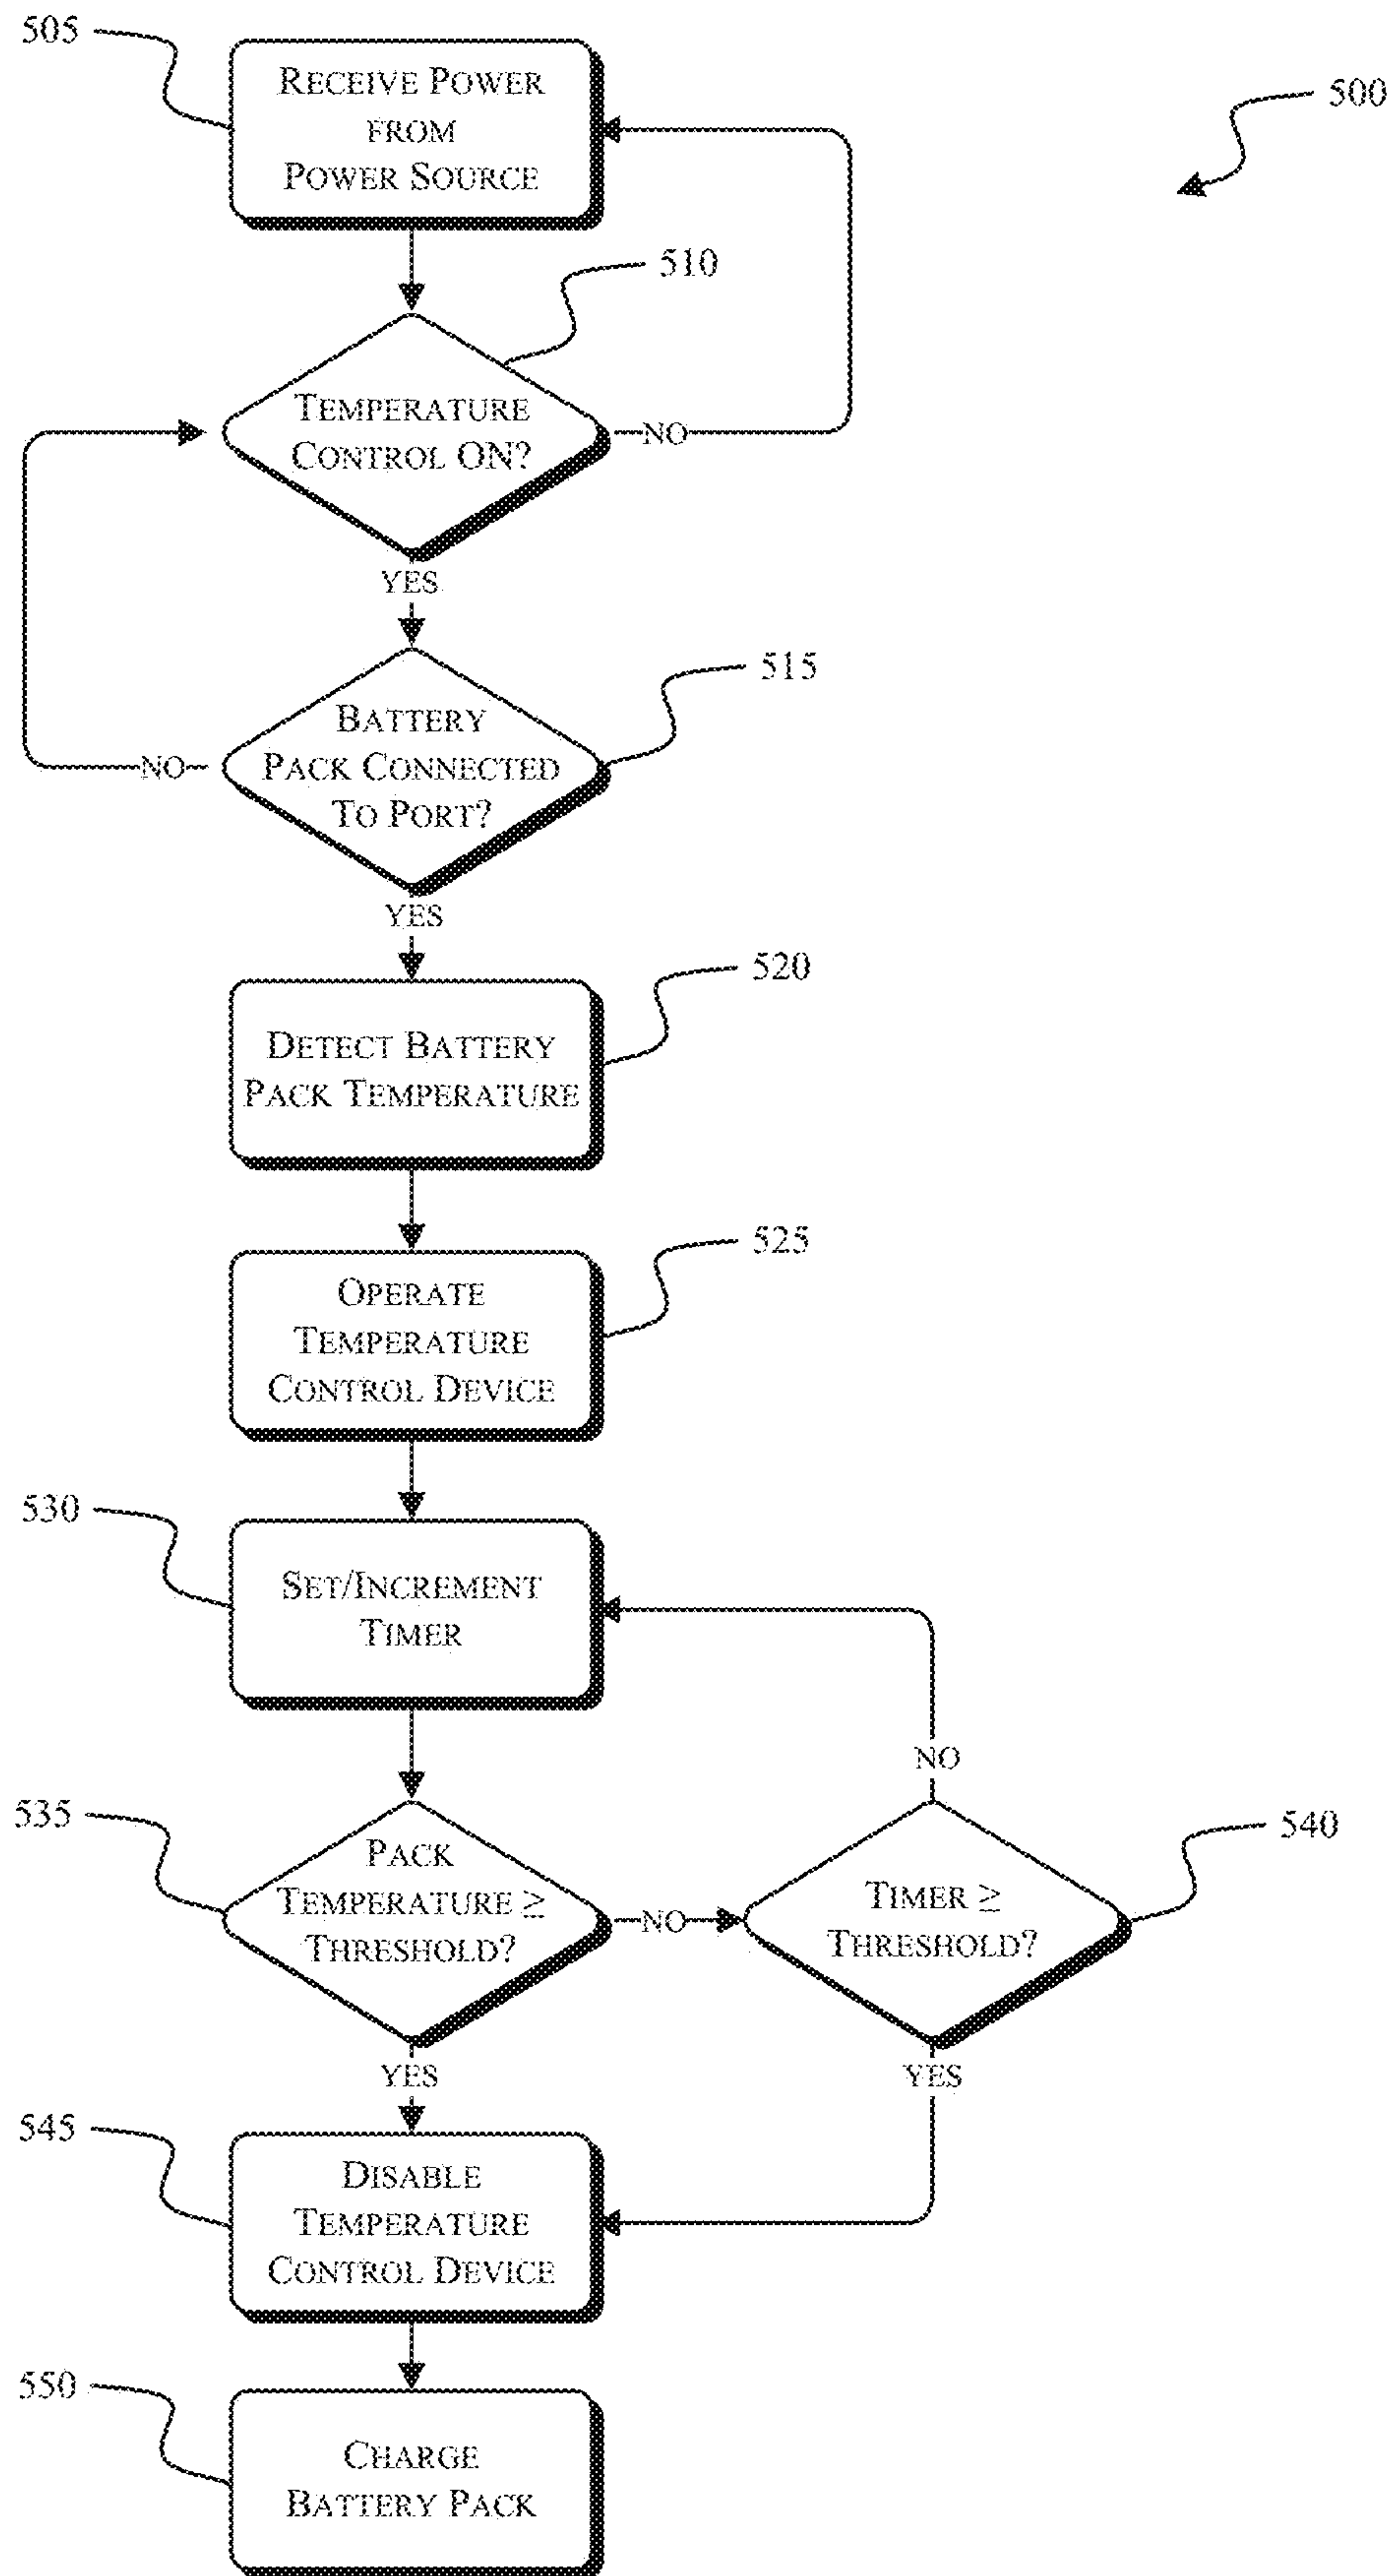 505
RECEIVE POWER
FROM
POWER SOURCE
500
510
TEMPERATURE
CONTROL ON?
NO
YES
515
BATTERY
PACK CONNECTED
TO PORT?
NO
YES
520
DETECT BATTERY
PACK TEMPERATURE
525
OPERATE
TEMPERATURE
CONTROL DEVICE
530
SET/INCREMENT
TIMER
NO
535
PACK
TEMPERATURE ≥
THRESHOLD?
NO
540
TIMER ≥
THRESHOLD?
YES
YES
545
DISABLE
TEMPERATURE
CONTROL DEVICE
550
CHARGE
BATTERY PACK